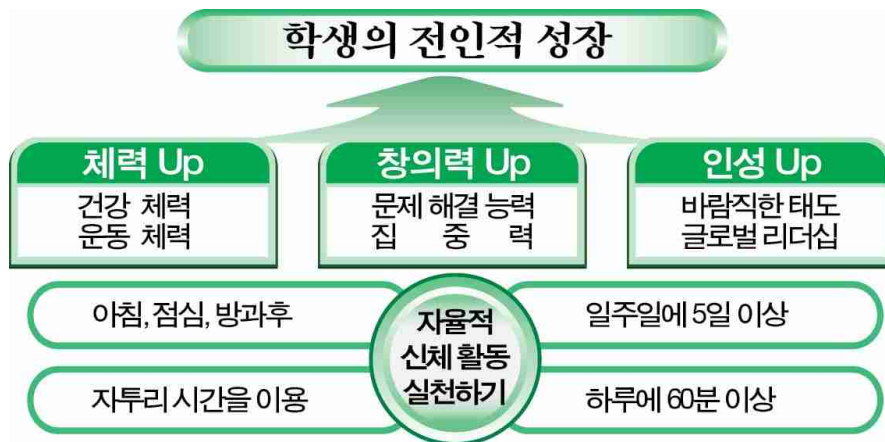 학생의 전인적 성장
체력 Up
건강 체력
운동 체력
창의력 Up
문제 해결 능력
집 중 력
인성 Up
바람직한 태도
글로벌 리더십
아침, 점심, 방과후
자투리 시간을 이용
자율적
신체 활동
실천하기
일주일에 5일 이상
하루에 60분 이상